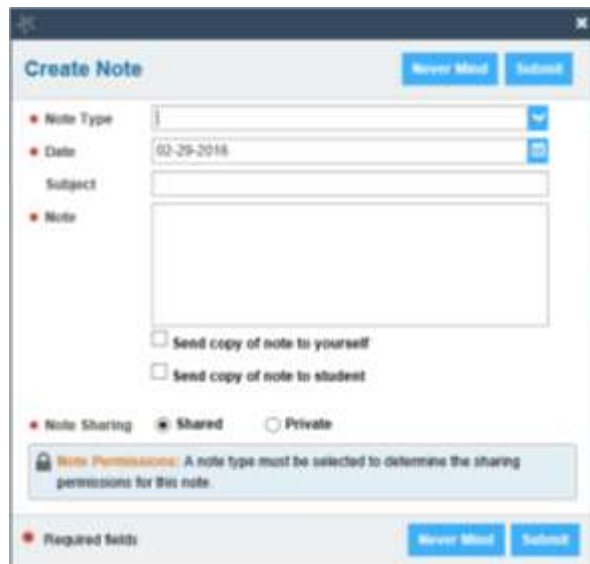 Create Note
Never Mind Submit
Note Type
Date 02-29-2016
Subject
Note
Send copy of note to yourself
Send copy of note to student
Note Sharing Shared Private
Note Permissions: A note type must be selected to determine the sharing
permissions for this note.
Required fields Never Mind Submit